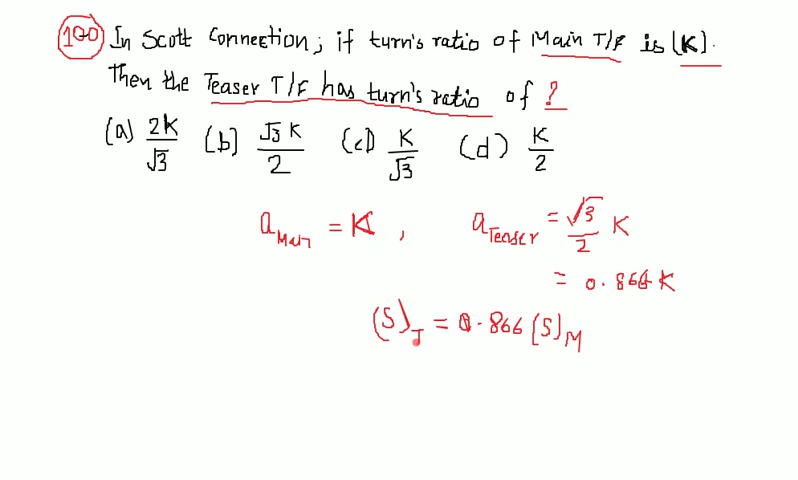 100 In Scott Connection; if turn's ratio of Main T/F is (K).
Then the Teaser T/F has turn's ratio of ?
(a) 2K/√3 (b) √3 K/2 (c) K/√3 (d) K/2
a_Main = K , a_Teaser = √3/2 K
= 0.866 K
(S)_T = 0.866 (S)_M